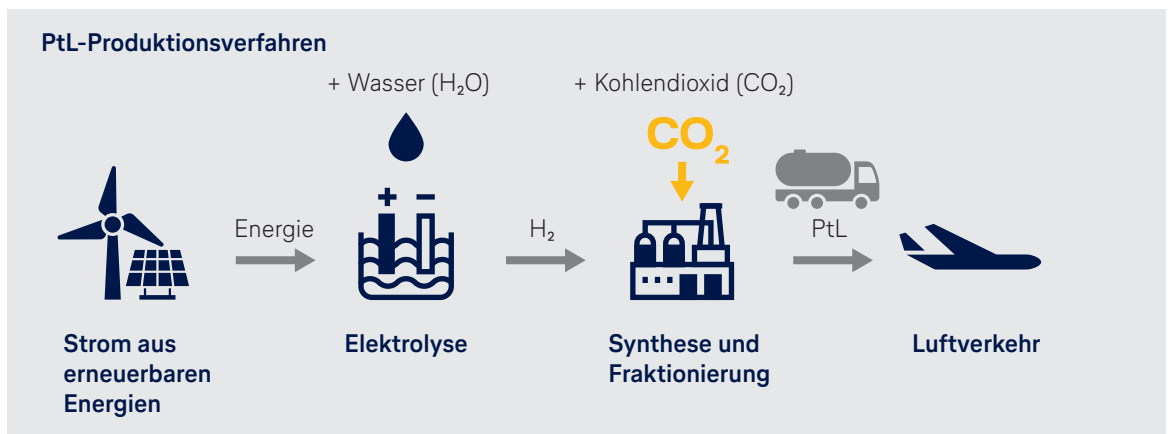 PtL-Produktionsverfahren
+ Wasser (H₂O)
+ Kohlendioxid (CO₂)
CO₂
+ −
Energie
H₂
PtL
Strom aus
erneuerbaren
Energien
Elektrolyse
Synthese und
Fraktionierung
Luftverkehr